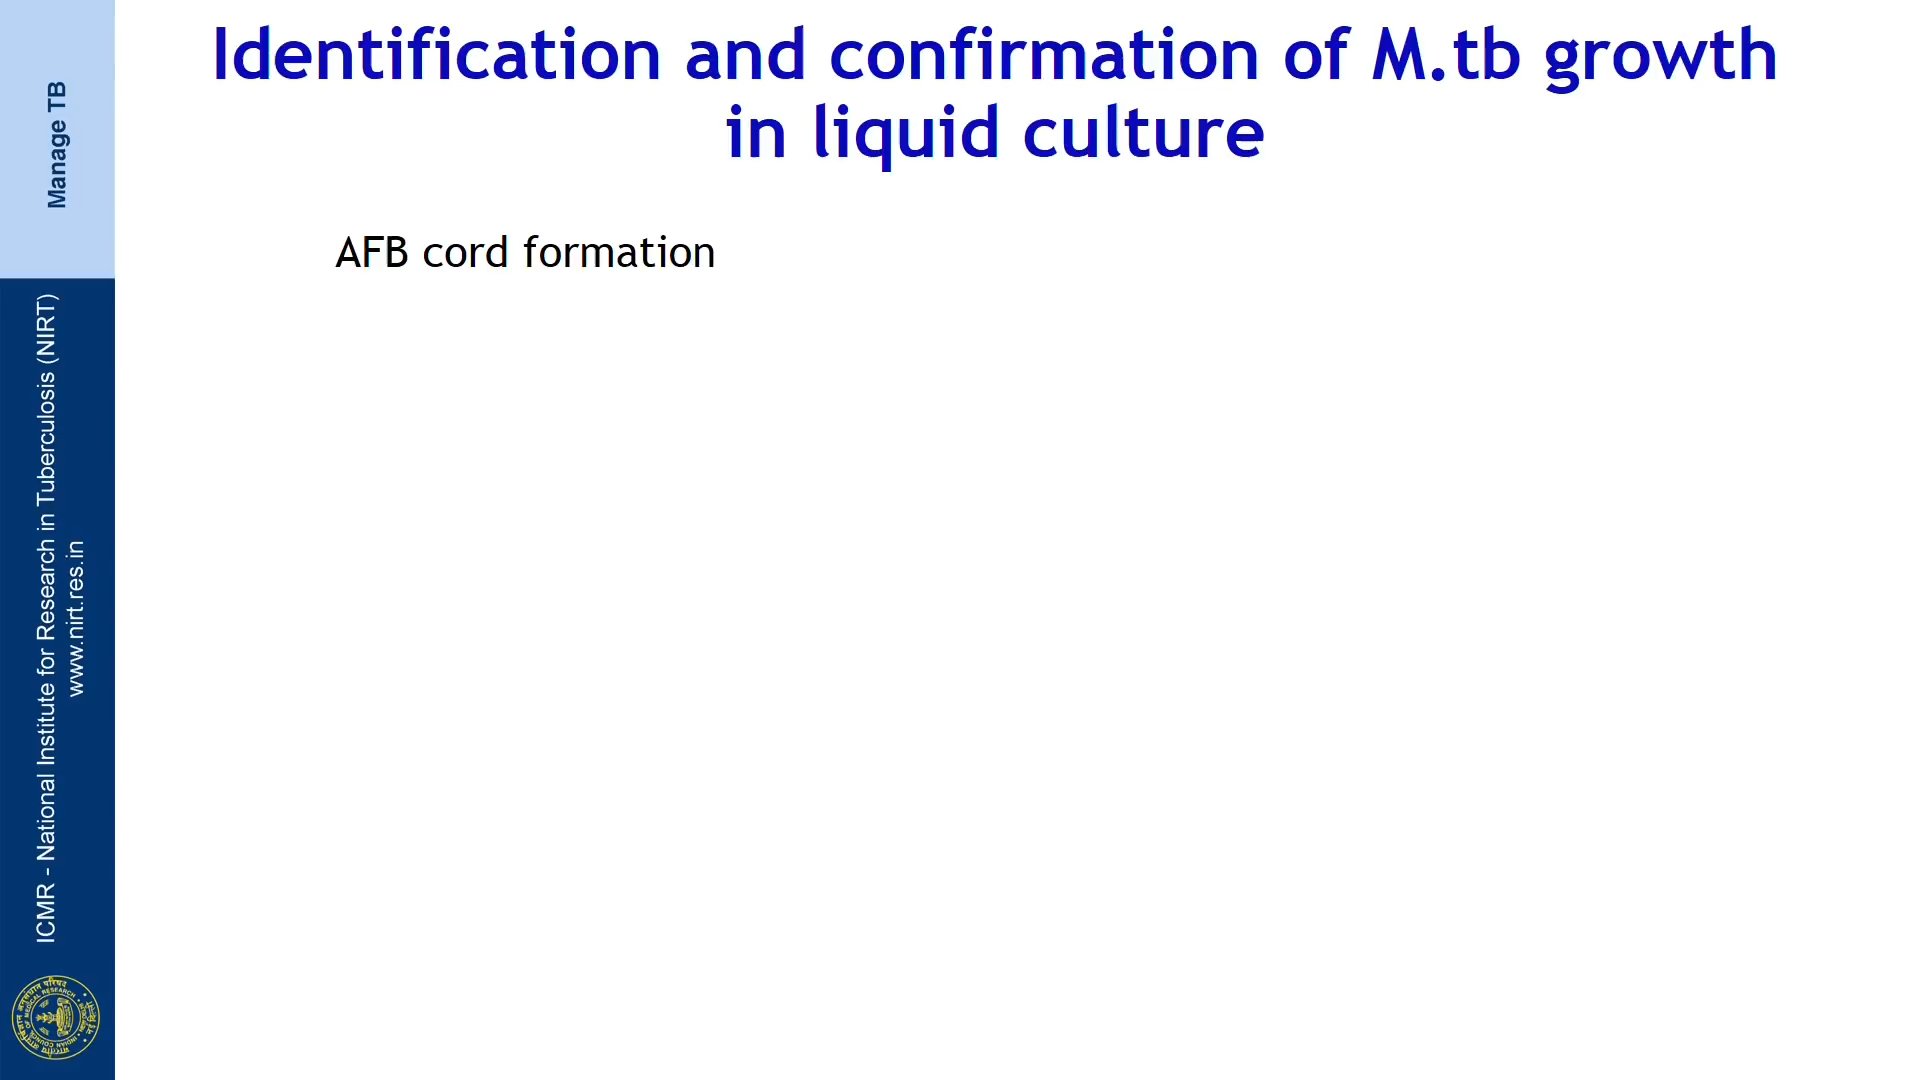 Identification and confirmation of M.tb growth
in liquid culture
AFB cord formation
Manage TB
ICMR - National Institute for Research in Tuberculosis (NIRT)
www.nirt.res.in